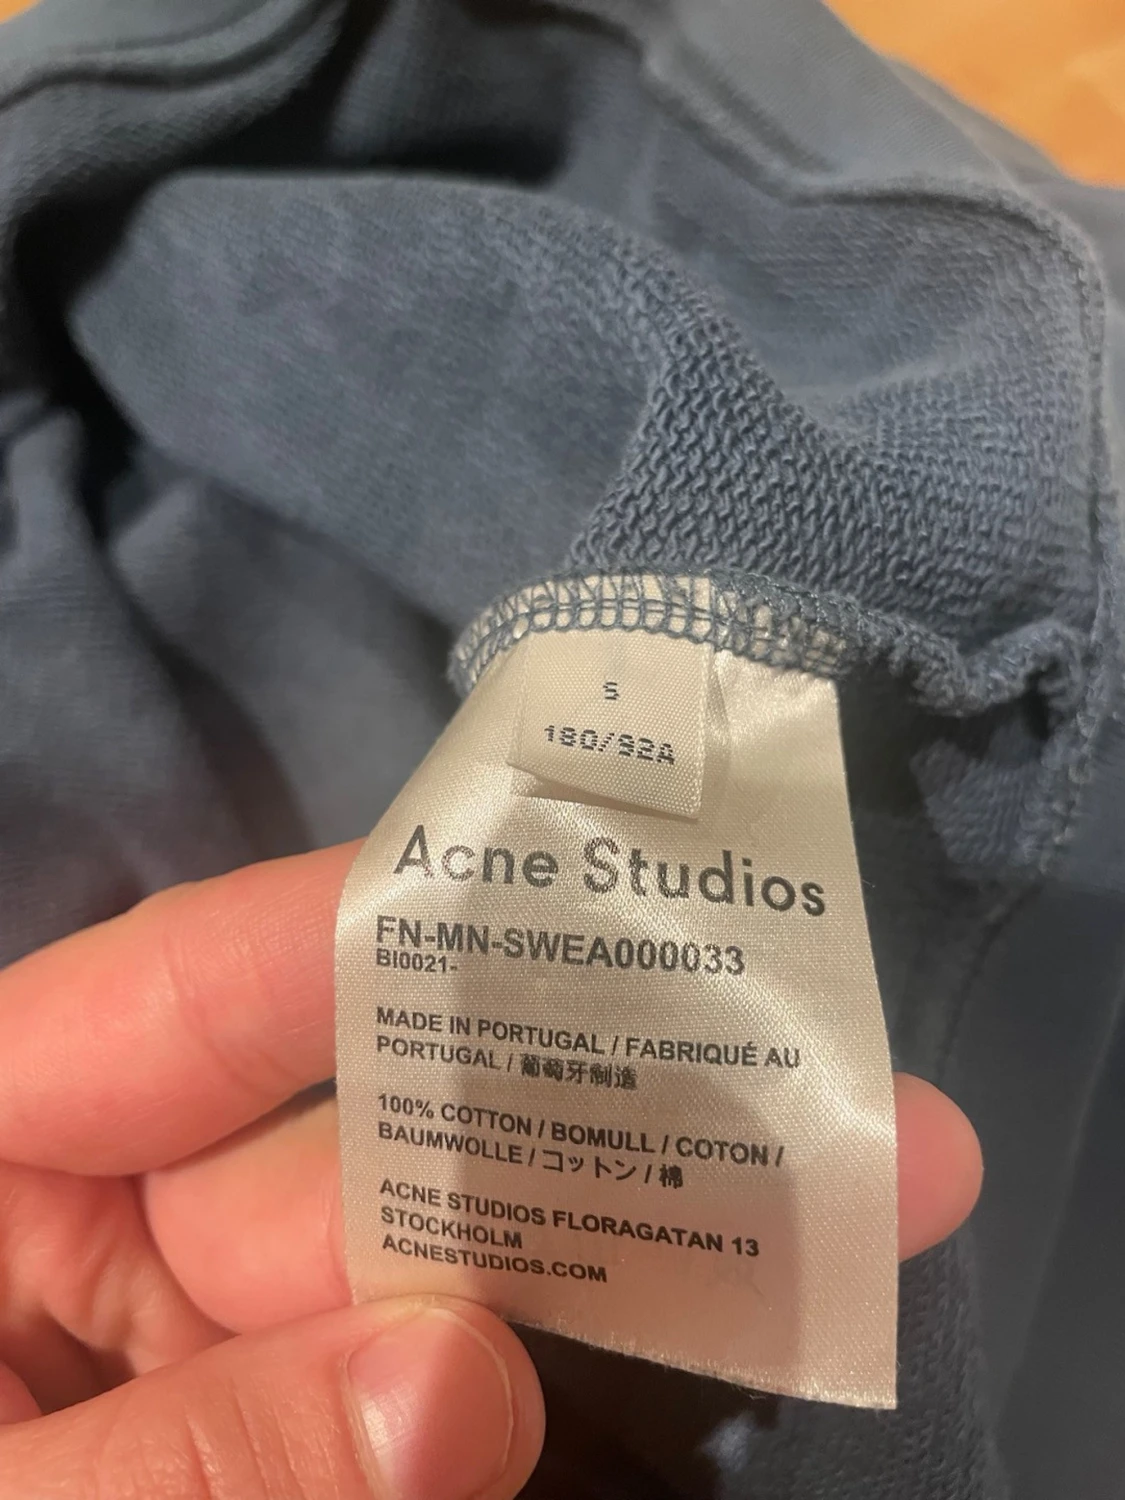 S
180/92A
Acne Studios
FN-MN-SWEA000033
BI0021-
MADE IN PORTUGAL / FABRIQUÉ AU
PORTUGAL / 葡萄牙制造
100% COTTON / BOMULL / COTON /
BAUMWOLLE / コットン / 棉
ACNE STUDIOS FLORAGATAN 13
STOCKHOLM
ACNESTUDIOS.COM